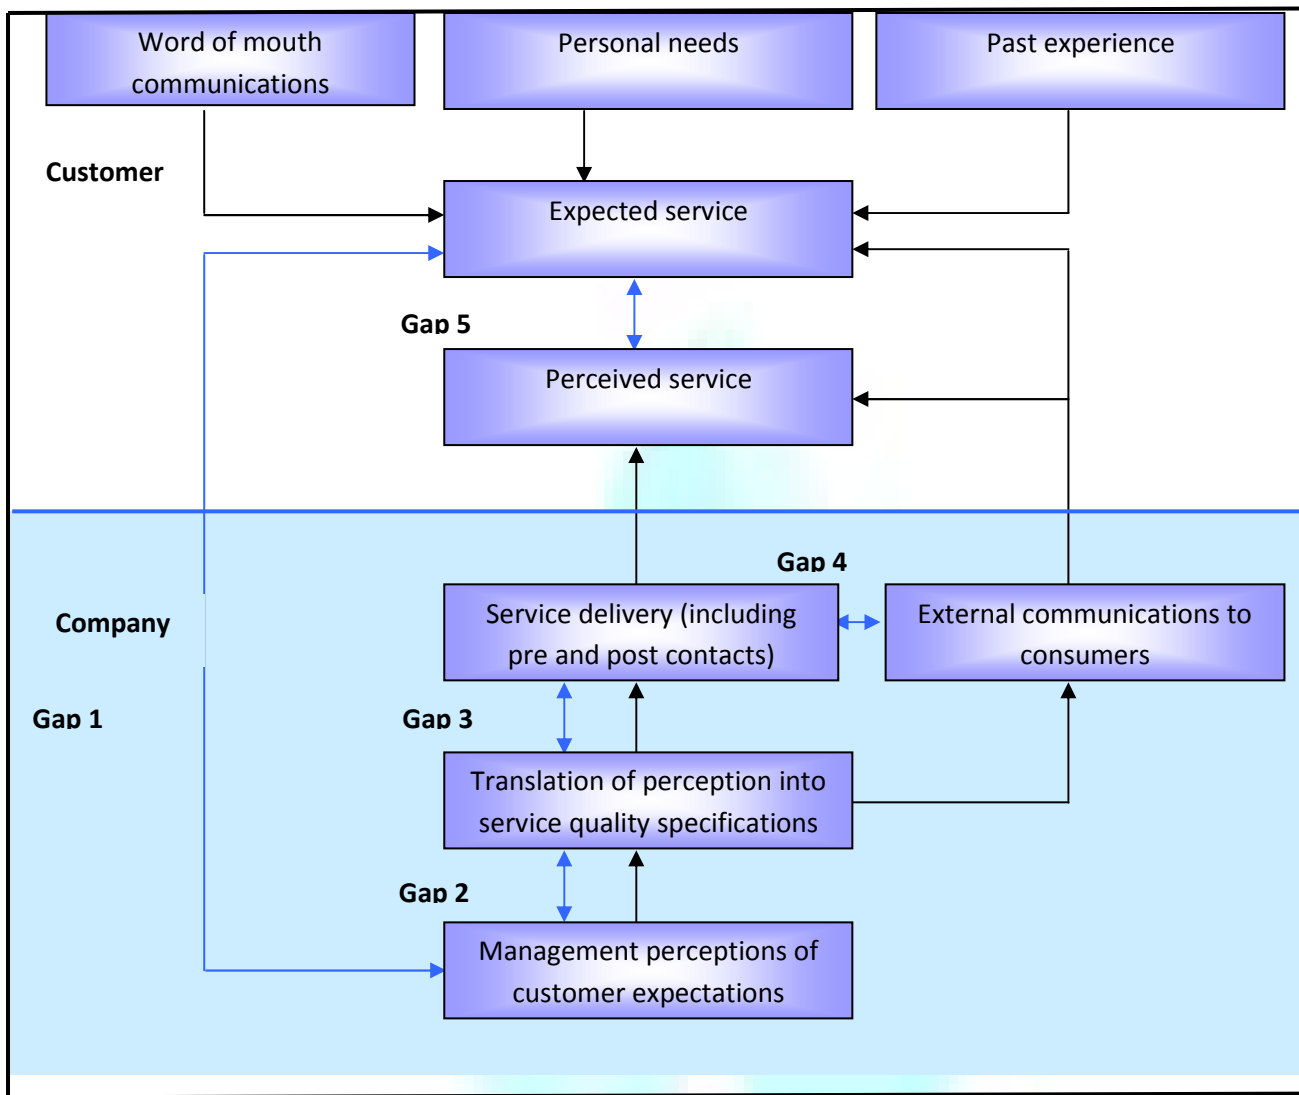 Word of mouth
communications
Personal needs
Past experience
Customer
Expected service
Gap 5
Perceived service
Gap 4
Service delivery (including
pre and post contacts)
External communications to
consumers
Company
Gap 1
Gap 3
Translation of perception into
service quality specifications
Gap 2
Management perceptions of
customer expectations